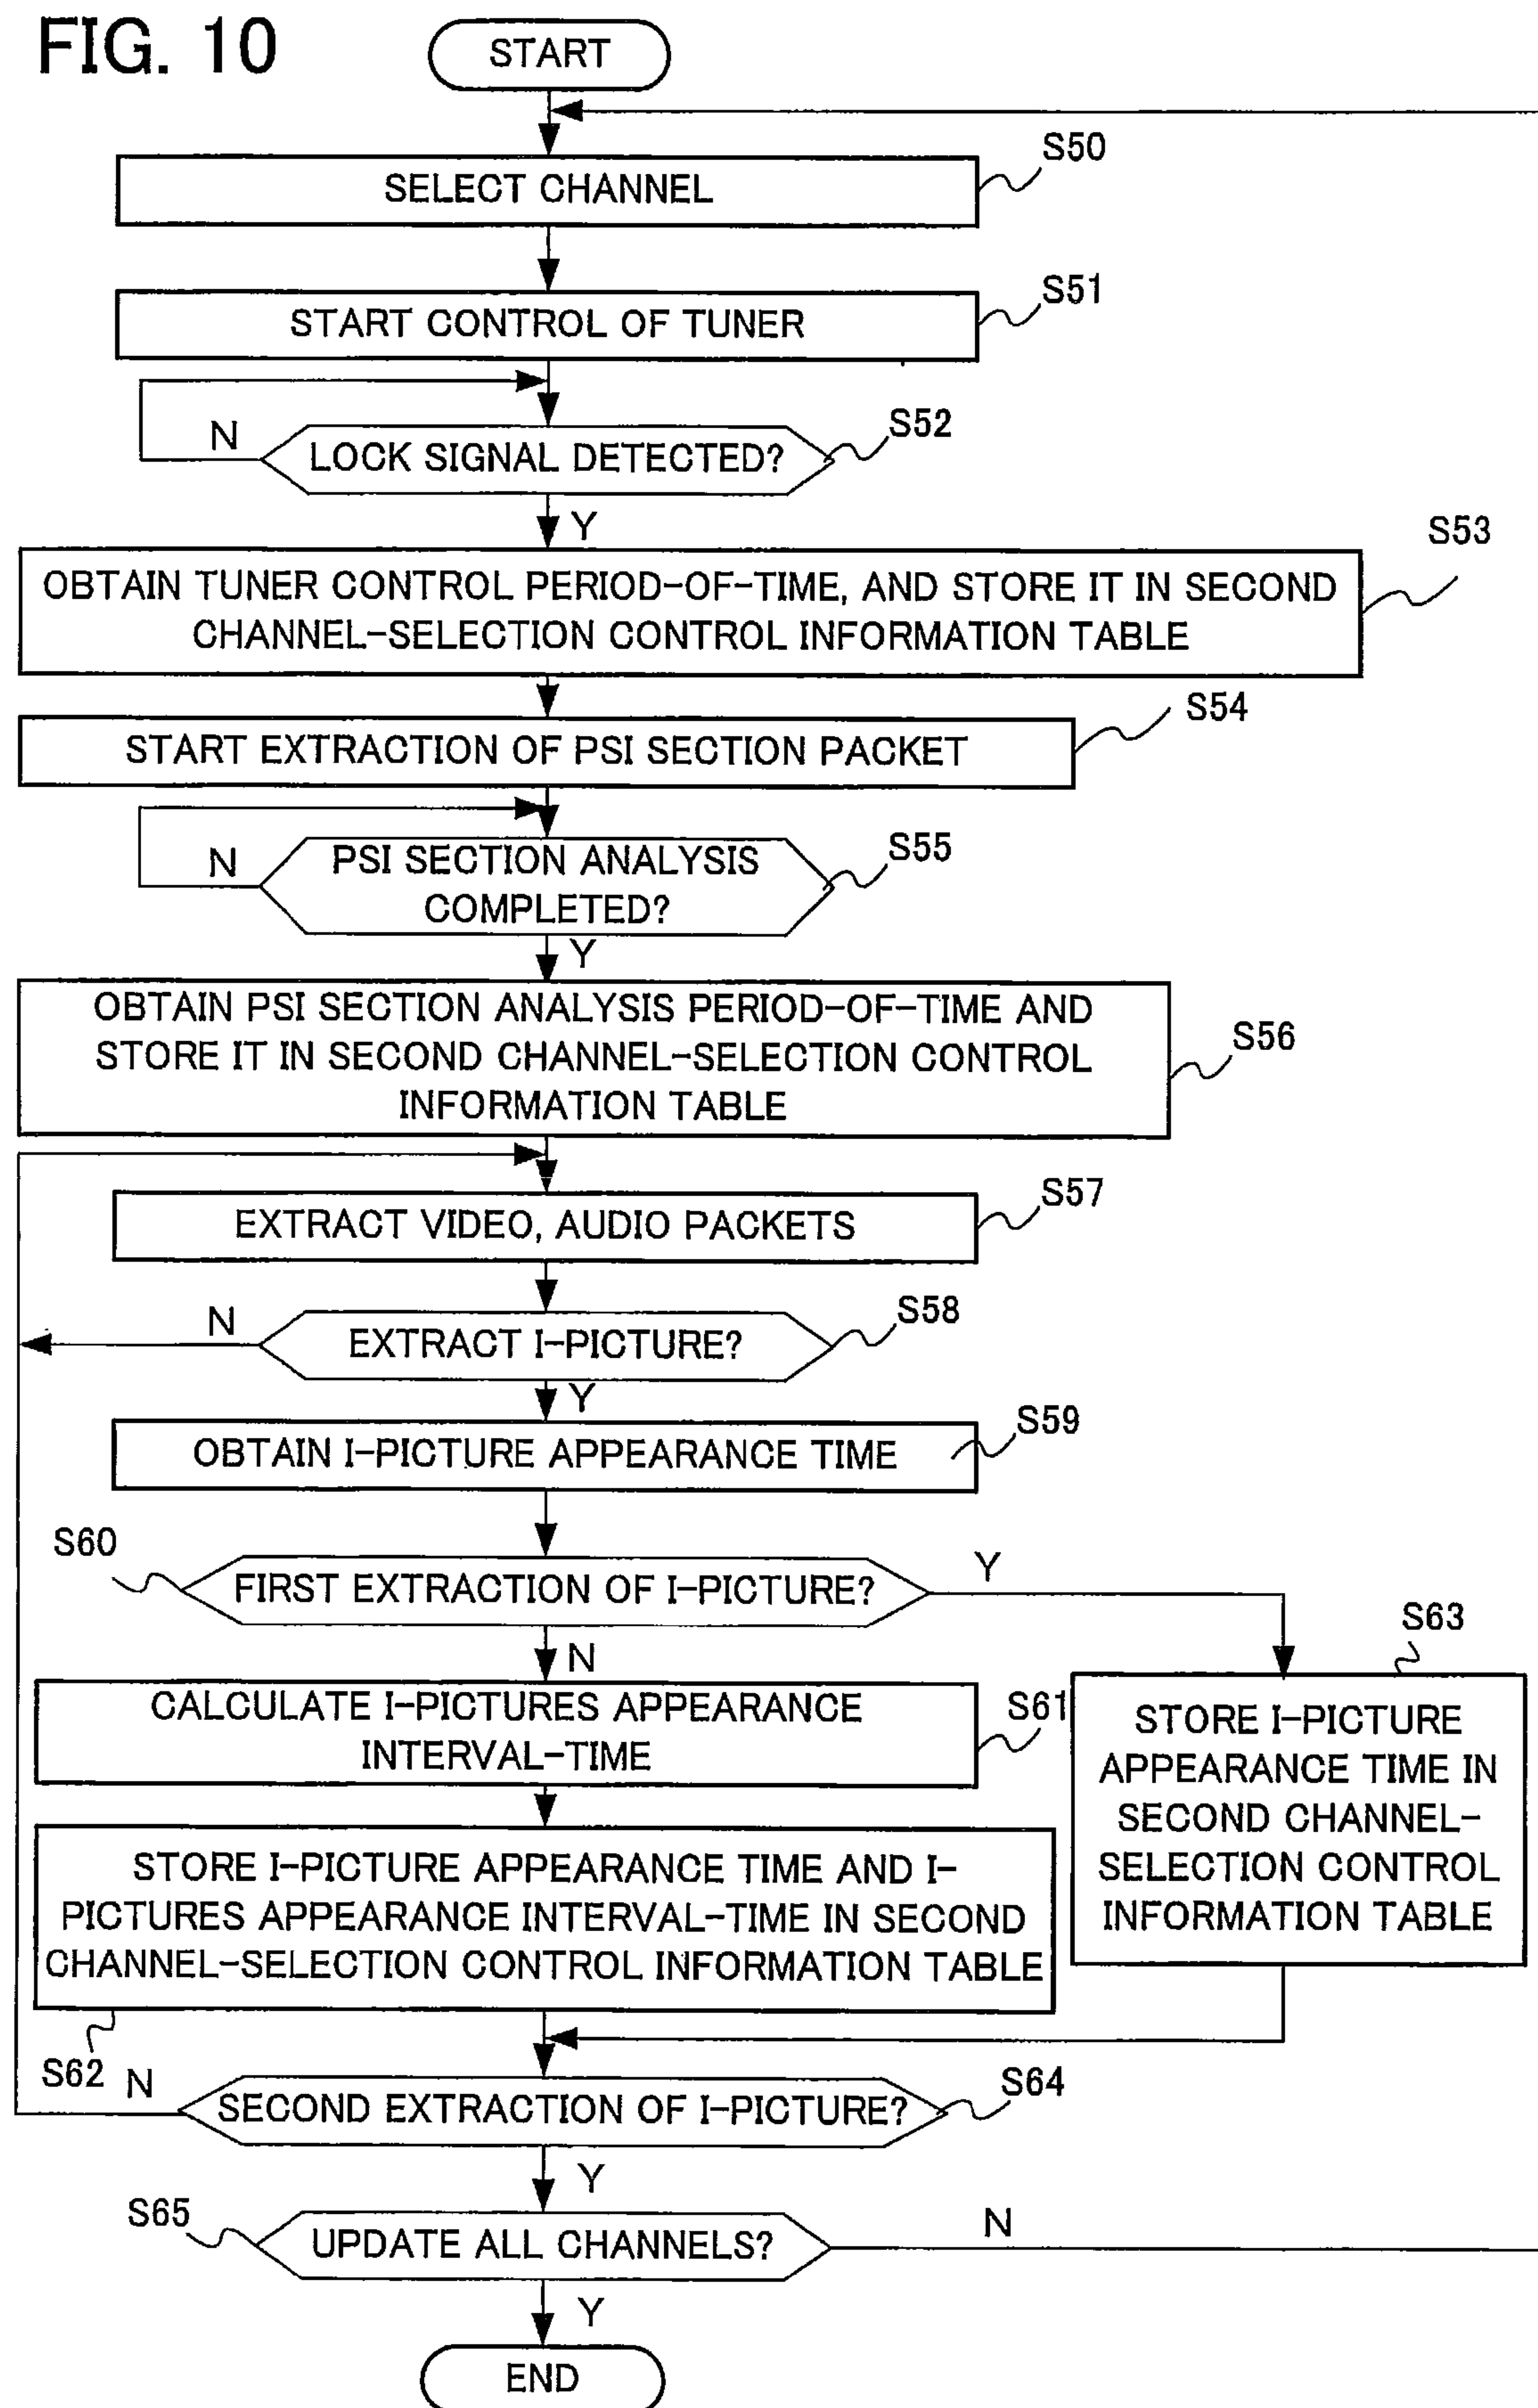 FIG. 10
START
S50
SELECT CHANNEL
S51
START CONTROL OF TUNER
S52
N
LOCK SIGNAL DETECTED?
Y
S53
OBTAIN TUNER CONTROL PERIOD-OF-TIME, AND STORE IT IN SECOND
CHANNEL-SELECTION CONTROL INFORMATION TABLE
S54
START EXTRACTION OF PSI SECTION PACKET
S55
N
PSI SECTION ANALYSIS
COMPLETED?
Y
OBTAIN PSI SECTION ANALYSIS PERIOD-OF-TIME AND
STORE IT IN SECOND CHANNEL-SELECTION CONTROL
INFORMATION TABLE
S56
S57
EXTRACT VIDEO, AUDIO PACKETS
S58
N
EXTRACT I-PICTURE?
Y
S59
OBTAIN I-PICTURE APPEARANCE TIME
S60
FIRST EXTRACTION OF I-PICTURE?
Y
N
S63
CALCULATE I-PICTURES APPEARANCE
INTERVAL-TIME
S61
STORE I-PICTURE
APPEARANCE TIME IN
SECOND CHANNEL-
SELECTION CONTROL
INFORMATION TABLE
STORE I-PICTURE APPEARANCE TIME AND I-
PICTURES APPEARANCE INTERVAL-TIME IN SECOND
CHANNEL-SELECTION CONTROL INFORMATION TABLE
S62
N
S64
SECOND EXTRACTION OF I-PICTURE?
Y
S65
UPDATE ALL CHANNELS?
N
Y
END